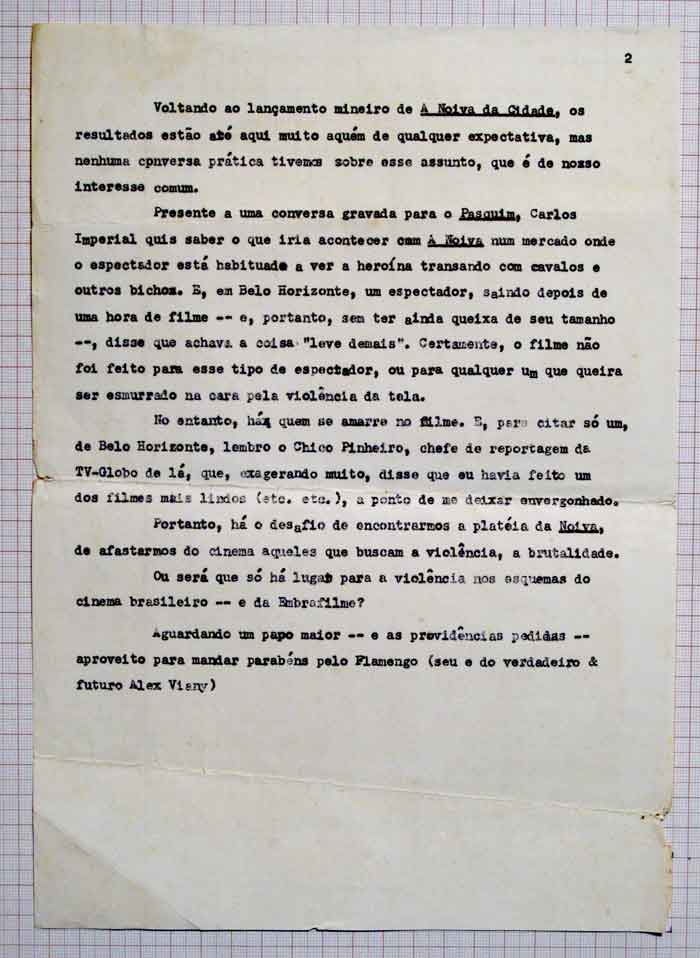 2
Voltando ao lançamento mineiro de A Noiva da Cidade, os
resultados estão até aqui muito aquém de qualquer expectativa, mas
nenhuma conversa prática tivemos sobre esse assunto, que é de nosso
interesse comum.
Presente a uma conversa gravada para o Pasquim, Carlos
Imperial quis saber o que iria acontecer com A Noiva num mercado onde
o espectador está habituado a ver a heroína transando com cavalos e
outros bichos. E, em Belo Horizonte, um espectador, saindo depois de
uma hora de filme -- e, portanto, sem ter ainda queixa de seu tamanho
--, disse que achava a coisa "leve demais". Certamente, o filme não
foi feito para esse tipo de espectador, ou para qualquer um que queira
ser esmurrado na cara pela violência da tela.
No entanto, há quem se amarre no filme. E, para citar só um,
de Belo Horizonte, lembro o Chico Pinheiro, chefe de reportagem da
TV-Globo de lá, que, exagerando muito, disse que eu havia feito um
dos filmes mais lindos (etc. etc.), a ponto de me deixar envergonhado.
Portanto, há o desafio de encontrarmos a platéia da Noiva,
de afastarmos do cinema aqueles que buscam a violência, a brutalidade.
Ou será que só há lugar para a violência nos esquemas do
cinema brasileiro -- e da Embrafilme?
Aguardando um papo maior -- e as providências pedidas --
aproveito para mandar parabéns pelo Flamengo (seu e do verdadeiro &
futuro Alex Viany)